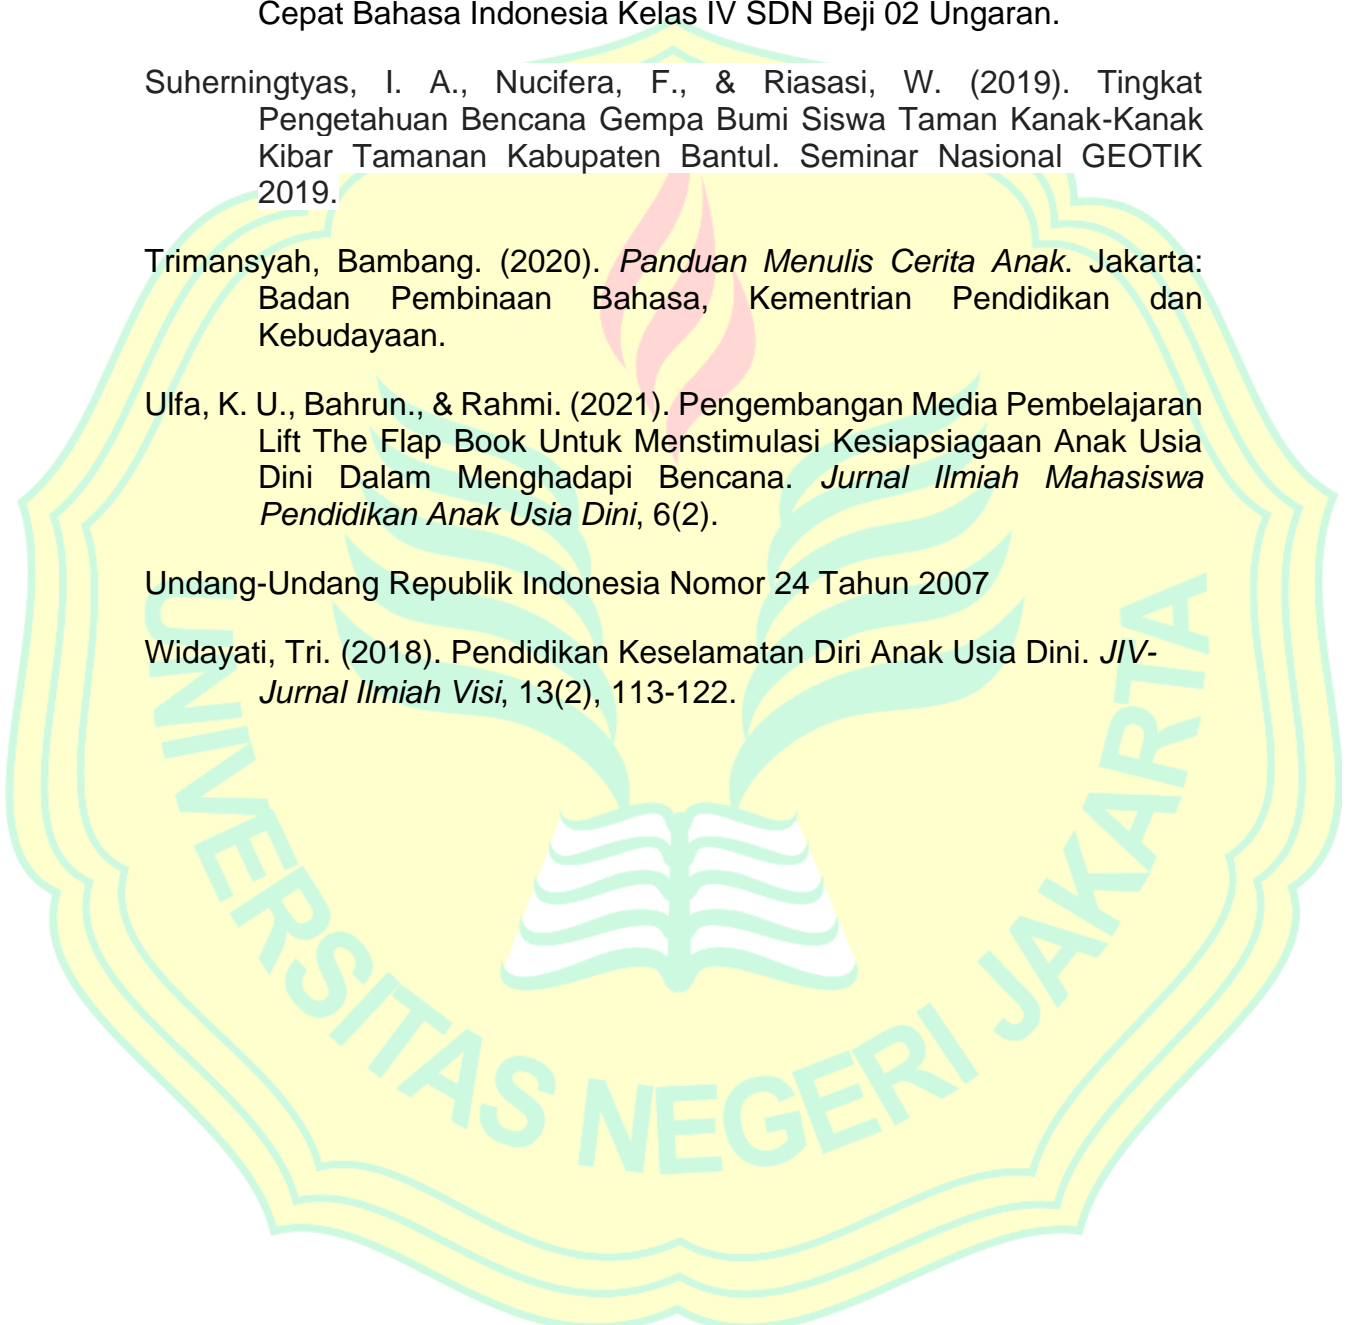 Cepat Bahasa Indonesia Kelas IV SDN Beji 02 Ungaran.
Suherningtyas, I. A., Nucifera, F., & Riasasi, W. (2019). Tingkat
Pengetahuan Bencana Gempa Bumi Siswa Taman Kanak-Kanak
Kibar Tamanan Kabupaten Bantul. Seminar Nasional GEOTIK
2019.
Trimansyah, Bambang. (2020). Panduan Menulis Cerita Anak. Jakarta:
Badan Pembinaan Bahasa, Kementrian Pendidikan dan
Kebudayaan.
Ulfa, K. U., Bahrun., & Rahmi. (2021). Pengembangan Media Pembelajaran
Lift The Flap Book Untuk Menstimulasi Kesiapsiagaan Anak Usia
Dini Dalam Menghadapi Bencana. Jurnal Ilmiah Mahasiswa
Pendidikan Anak Usia Dini, 6(2).
Undang-Undang Republik Indonesia Nomor 24 Tahun 2007
Widayati, Tri. (2018). Pendidikan Keselamatan Diri Anak Usia Dini. JIV-
Jurnal Ilmiah Visi, 13(2), 113-122.
UNIVERSITAS NEGERI JAKARTA